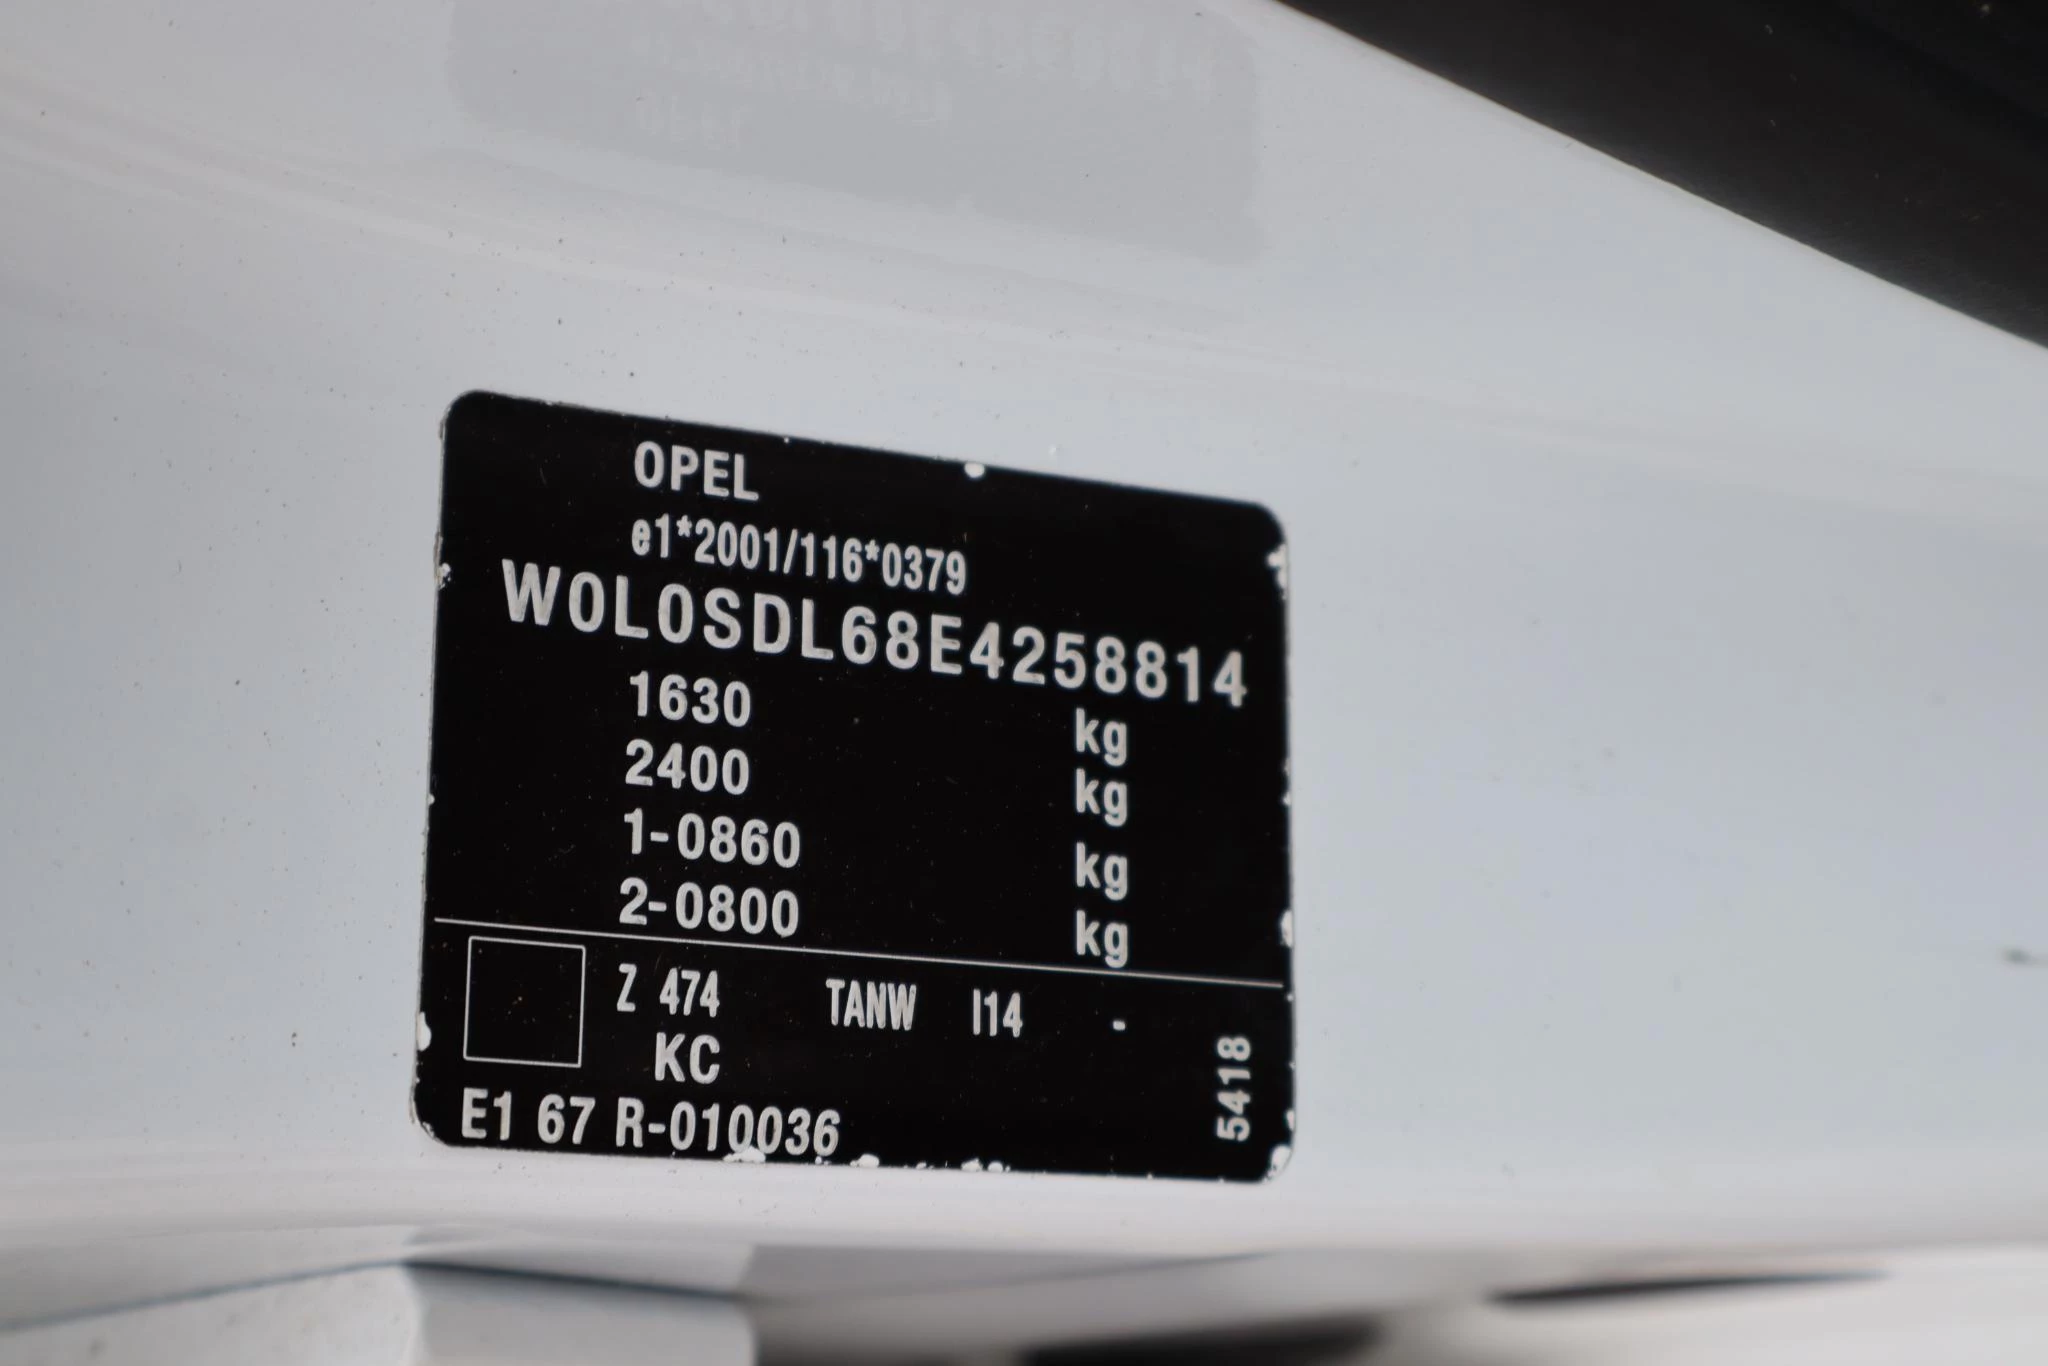 OPEL
e1*2001/116*0379
W0L0SDL68E4258814
1630 kg
2400 kg
1-0860 kg
2-0800 kg
Z 474 TANW I14 -
KC
E1 67 R-010036
5418